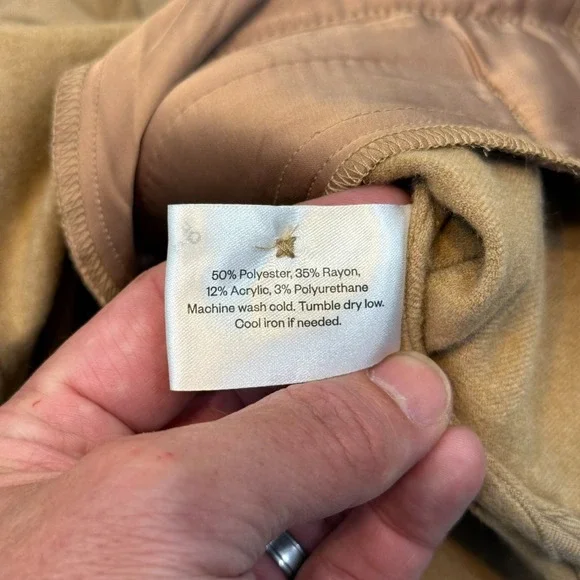 50% Polyester, 35% Rayon,
12% Acrylic, 3% Polyurethane
Machine wash cold. Tumble dry low.
Cool iron if needed.